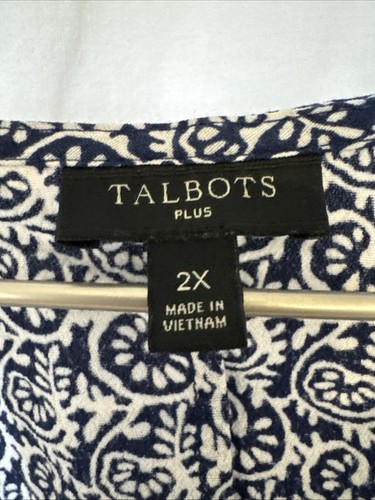 TALBOTS
PLUS
2X
MADE IN
VIETNAM